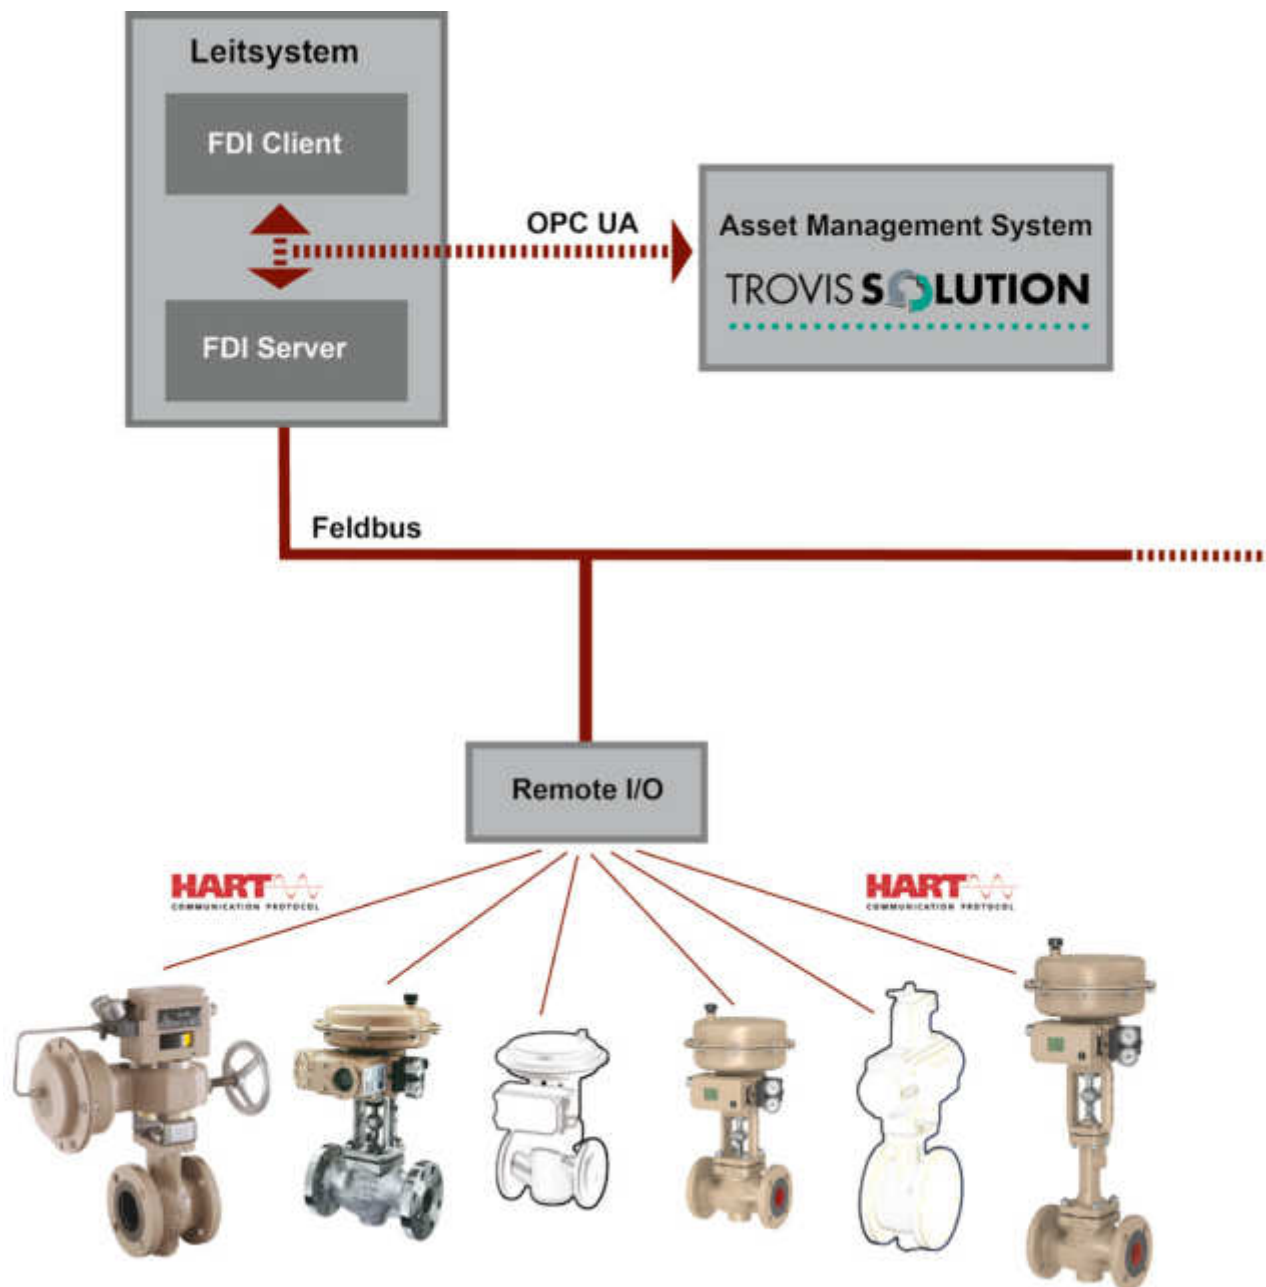 Leitsystem
FDI Client
OPC UA
Asset Management System
TROVIS SOLUTION
FDI Server
Feldbus
Remote I/O
HART
COMMUNICATION PROTOCOL
HART
COMMUNICATION PROTOCOL